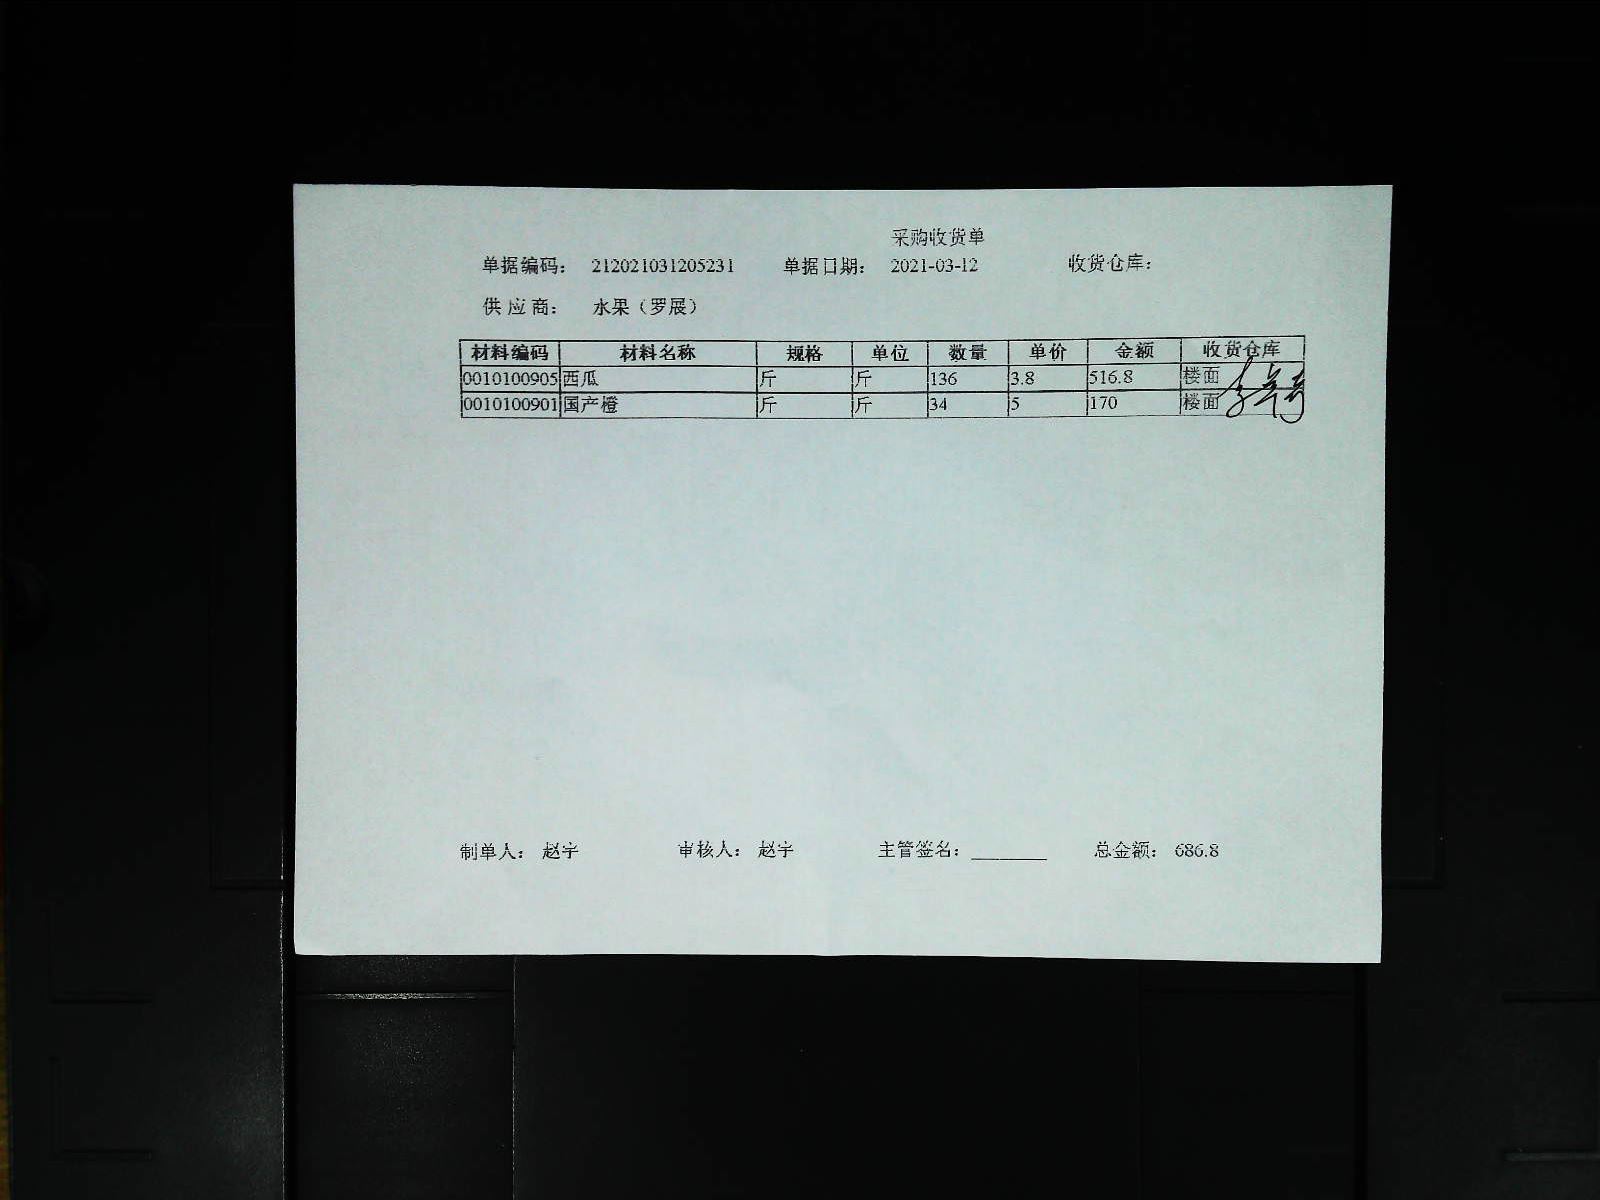 采购收货单
单据编码: 212021031205231 单据日期: 2021-03-12 收货仓库:
供应商: 水果（罗展）
材料编码 材料名称 规格 单位 数量 单价 金额 收货仓库
0010100905 西瓜 斤 斤 136 3.8 516.8 楼面
0010100901 国产橙 斤 斤 34 5 170 楼面
制单人: 赵宇 审核人: 赵宇 主管签名: 总金额: 686.8